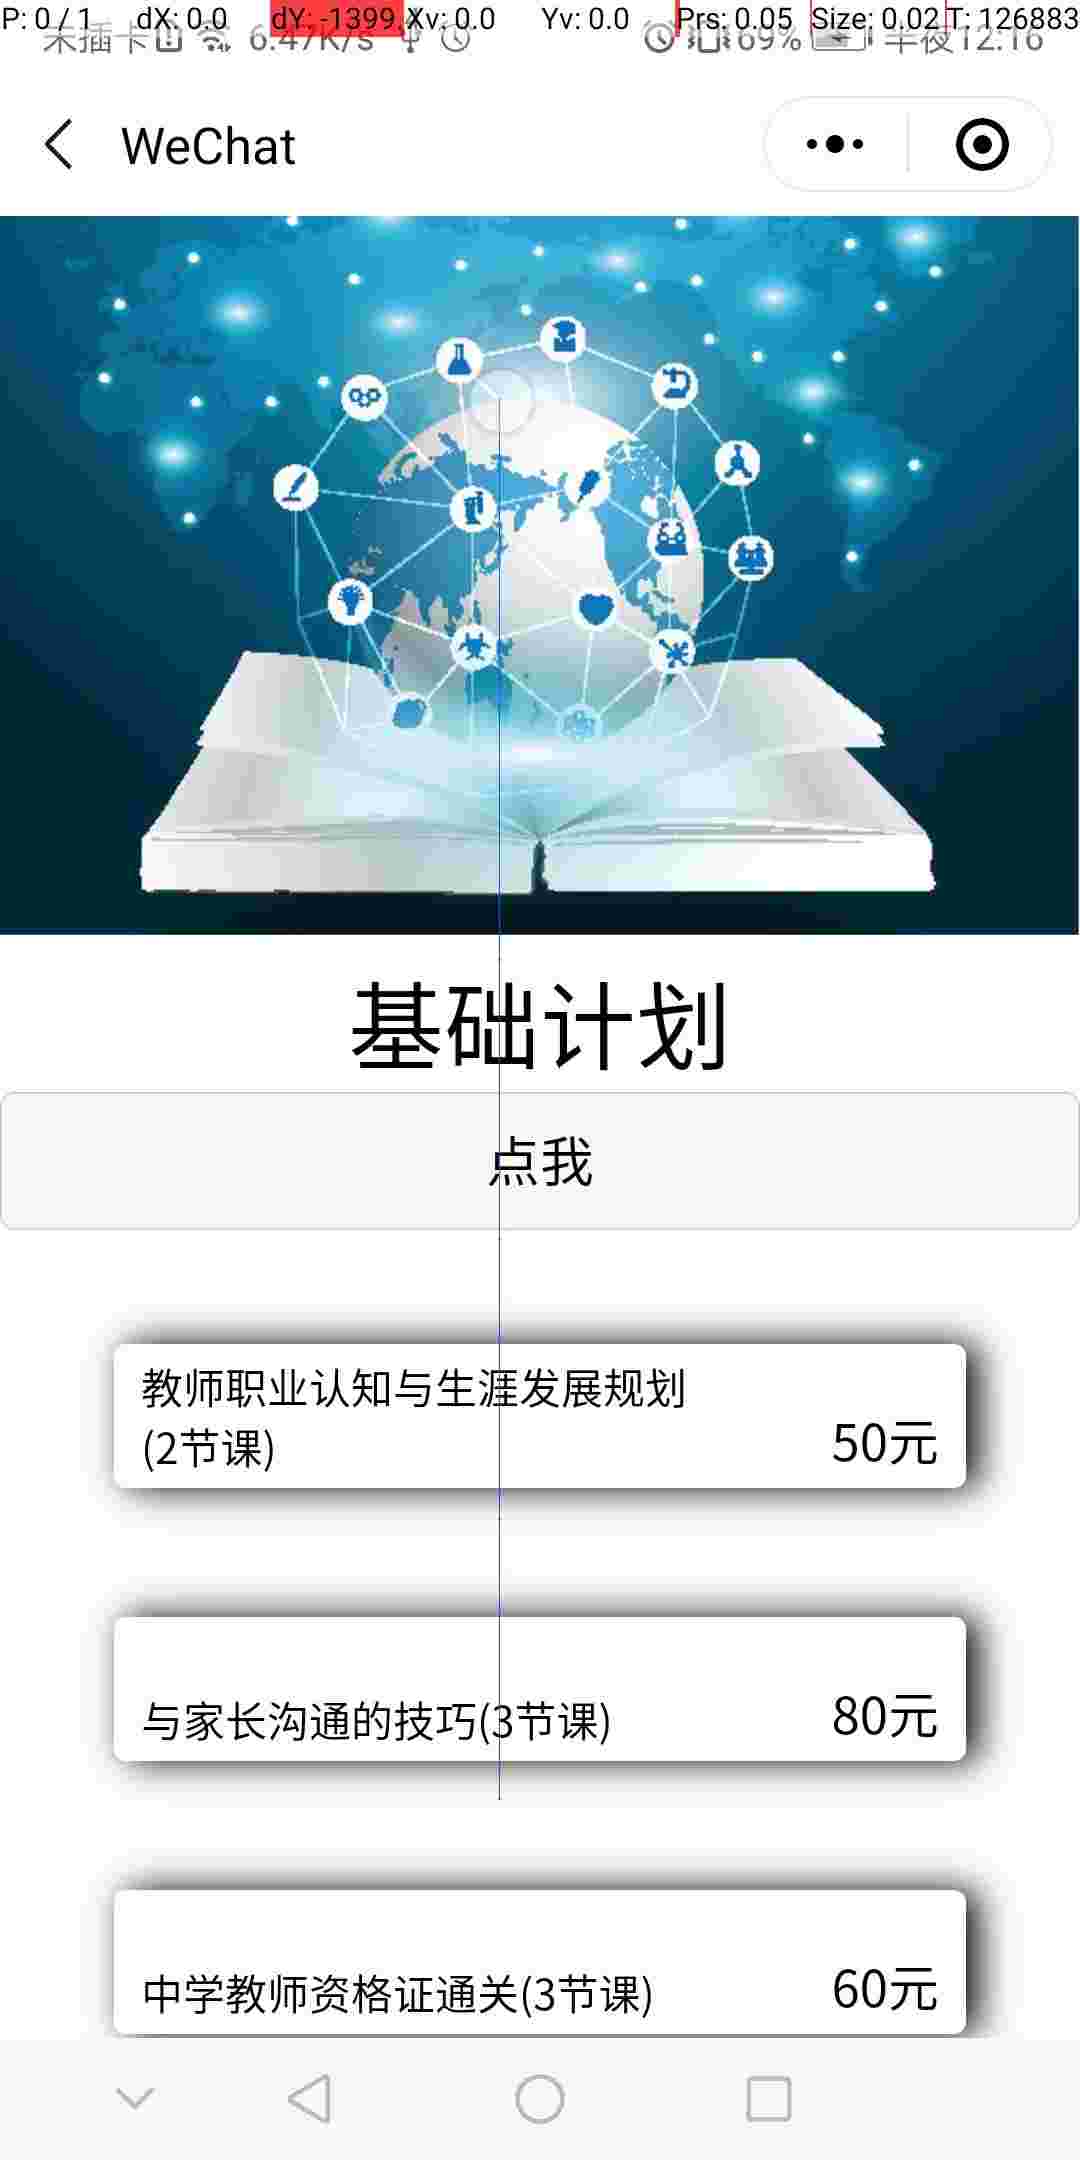 P: 0 / 1 dX: 0.0 dY: -1399. Xv: 0.0 Yv: 0.0 Prs: 0.05 Size: 0.02 T: 126883
未插卡 6.47K/s 69% 半夜12:16
WeChat
基础计划
点我
教师职业认知与生涯发展规划
(2节课)
50元
与家长沟通的技巧(3节课)
80元
中学教师资格证通关(3节课)
60元